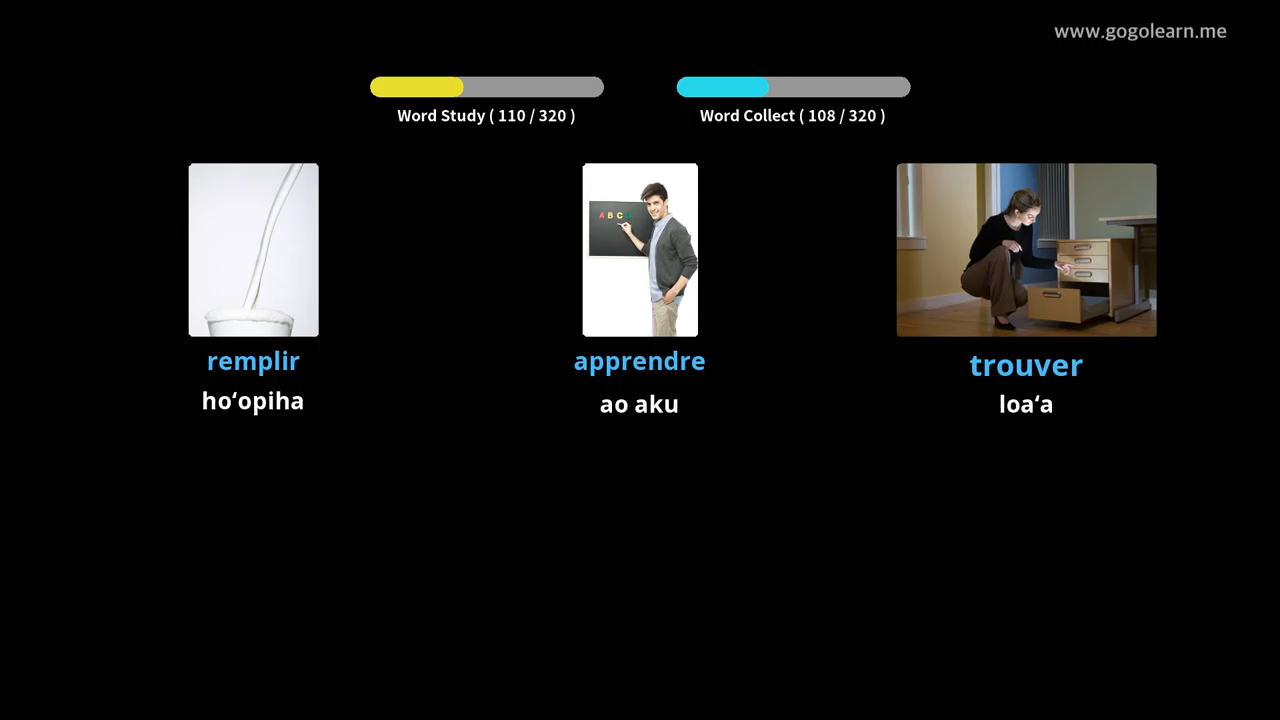 www.gogolearn.me
Word Study ( 110 / 320 )
Word Collect ( 108 / 320 )
A B C
remplir
apprendre
trouver
hoʻopiha
ao aku
loaʻa